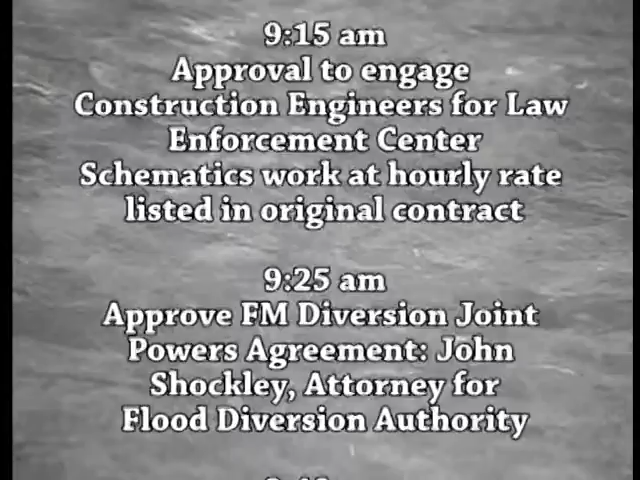 9:15 am
Approval to engage
Construction Engineers for Law
Enforcement Center
Schematics work at hourly rate
listed in original contract
9:25 am
Approve FM Diversion Joint
Powers Agreement: John
Shockley, Attorney for
Flood Diversion Authority